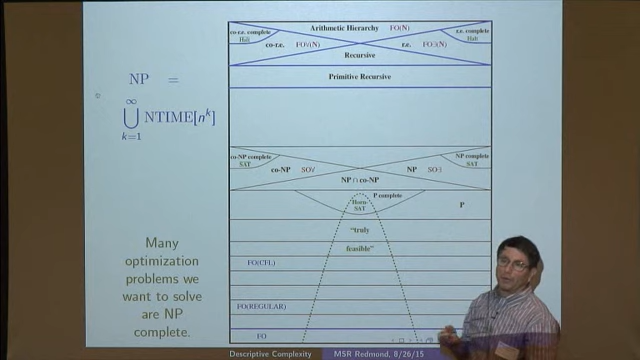 NP =
∞
⋃ NTIME[nᵏ]
k=1
Many
optimization
problems we
want to solve
are NP
complete.
Arithmetic Hierarchy FO(N)
co-r.e. complete
Halt
r.e. complete
Halt
co-r.e. FO∀(N)
r.e. FO∃(N)
Recursive
Primitive Recursive
co-NP complete
SAT
NP complete
SAT
co-NP SO∀
NP SO∃
NP ∩ co-NP
P complete
Horn-
SAT
P
“truly
feasible”
FO(CFL)
FO(REGULAR)
FO
Descriptive Complexity MSR Redmond, 8/26/15